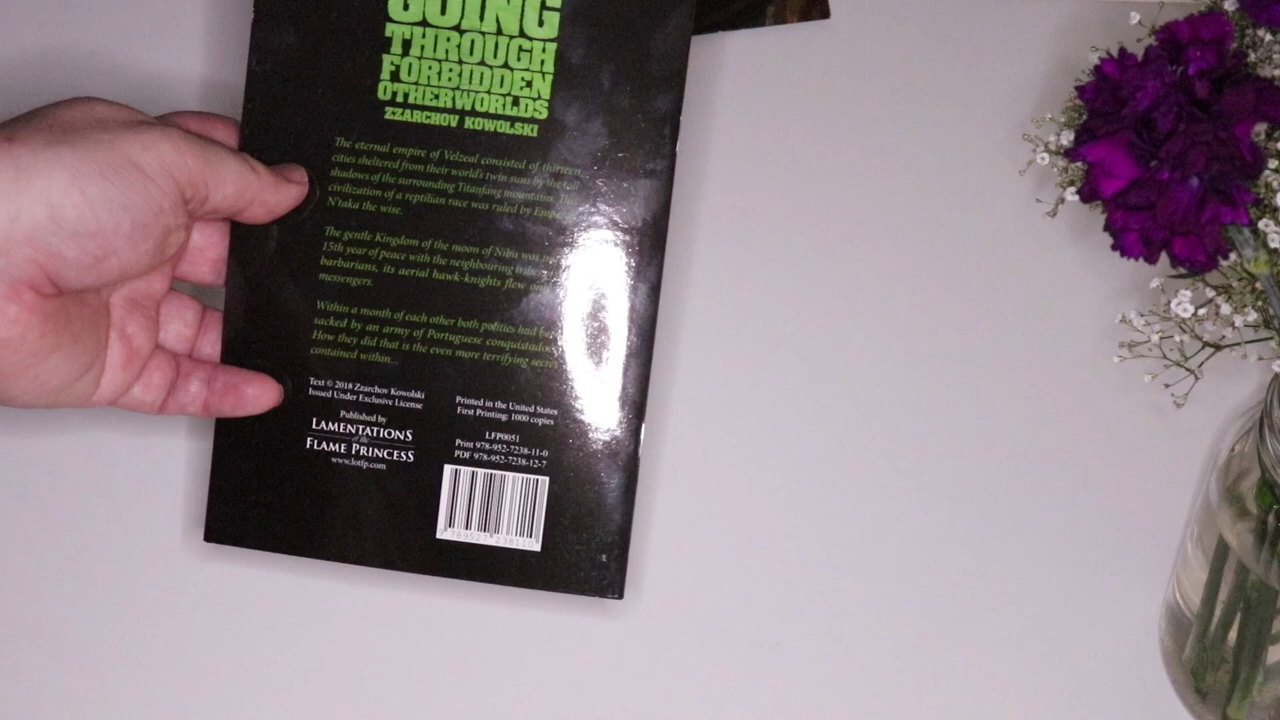 GOING
THROUGH
FORBIDDEN
OTHERWORLDS
ZZARCHOV KOWOLSKI
The eternal empire of Velzeal consisted of thirteen
cities sheltered from their world's twin suns by the tall
shadows of the surrounding Titanfang mountains. The
civilization of a reptilian race was ruled by
N'taka the wise.
The gentle Kingdom of the moon of Nibu was
15th year of peace with the neighbouring
barbarians, its aerial hawk-knights flew
messengers.
Within a month of each other both polities had
sacked by an army of Portuguese
How they did that is the even more terrifying secret
contained within...
Text © 2018 Zzarchov Kowolski
Issued Under Exclusive License
Published by
LAMENTATIONS
of the
FLAME PRINCESS
www.lotfp.com
Printed in the United States
First Printing: 1000 copies
LFP0051
Print 978-952-7238-11-0
PDF 978-952-7238-12-7
9 789527 238110